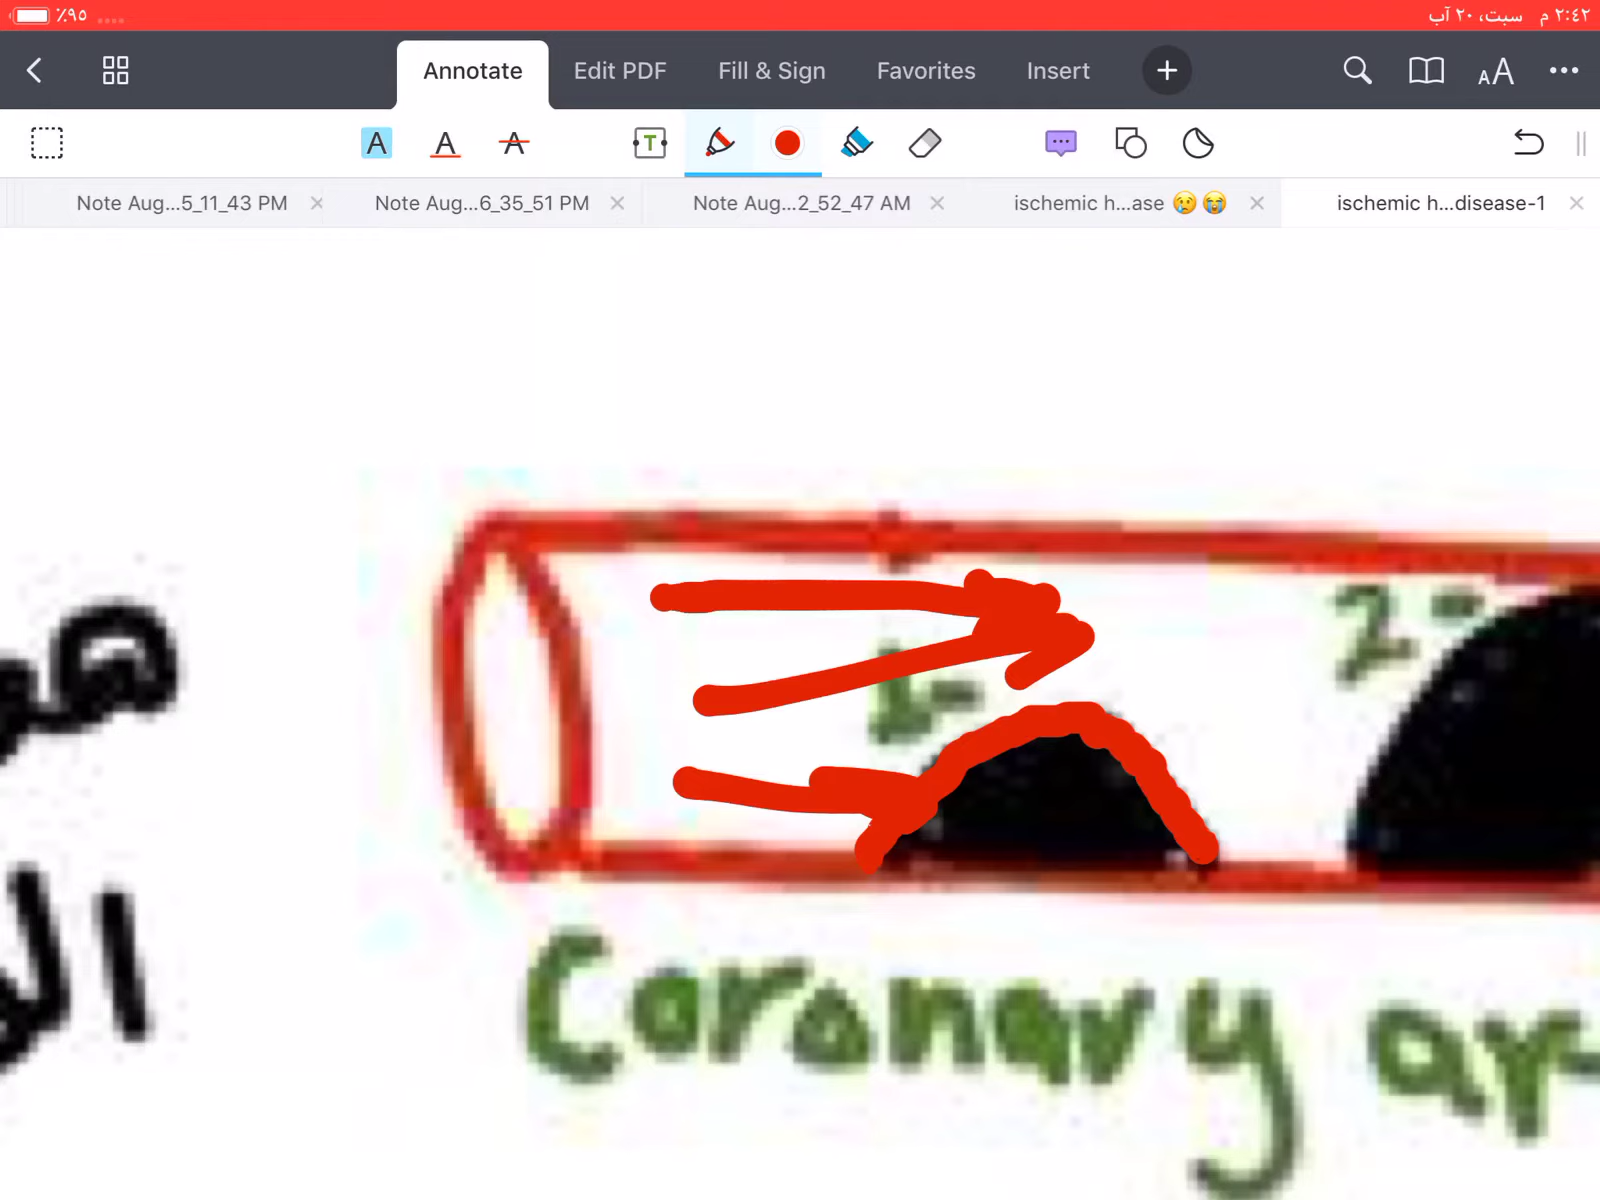 ٪٩٥ سبت، ٢٠ آب ٢:٤٢ م
Annotate Edit PDF Fill & Sign Favorites Insert
Note Aug...5_11_43 PM Note Aug...6_35_51 PM Note Aug...2_52_47 AM ischemic h...ase 😢😭 ischemic h...disease-1
1-
2-
Coronary ar